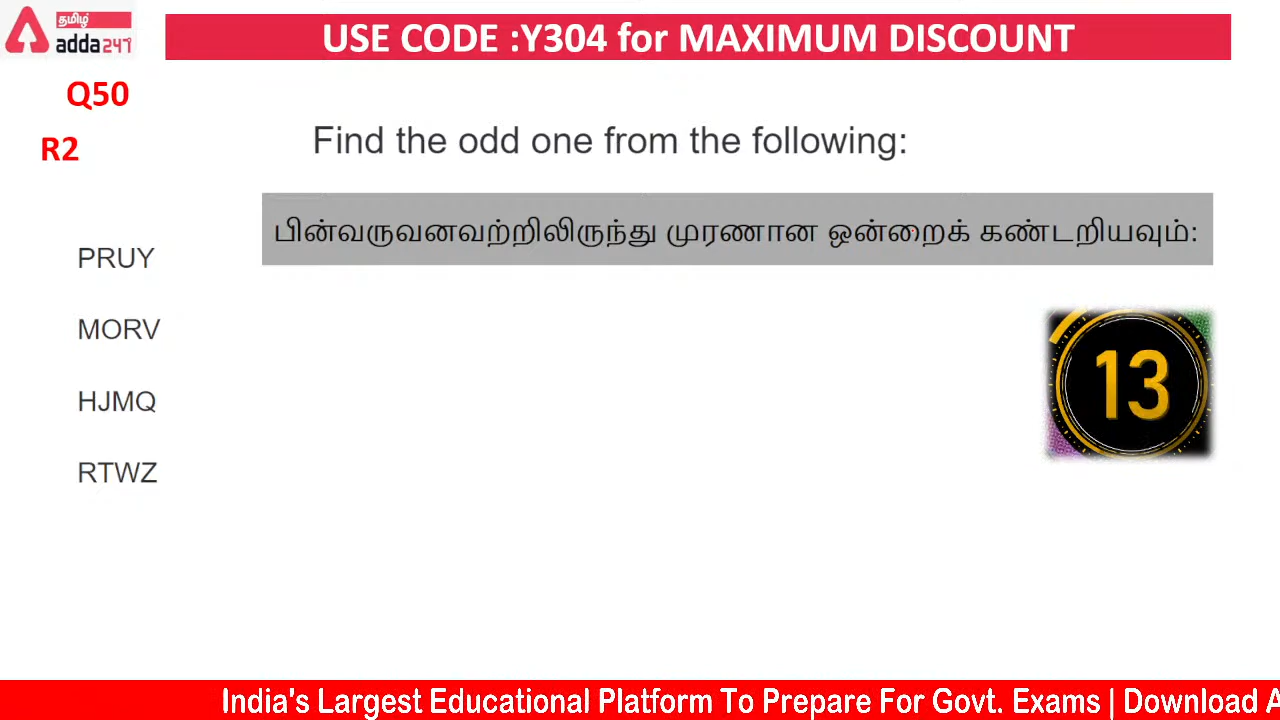 தமிழ்
adda247
USE CODE :Y304 for MAXIMUM DISCOUNT
Q50
R2
Find the odd one from the following:
பின்வருவனவற்றிலிருந்து முரணான ஒன்றைக் கண்டறியவும்:
PRUY
MORV
HJMQ
RTWZ
13
India's Largest Educational Platform To Prepare For Govt. Exams | Download A